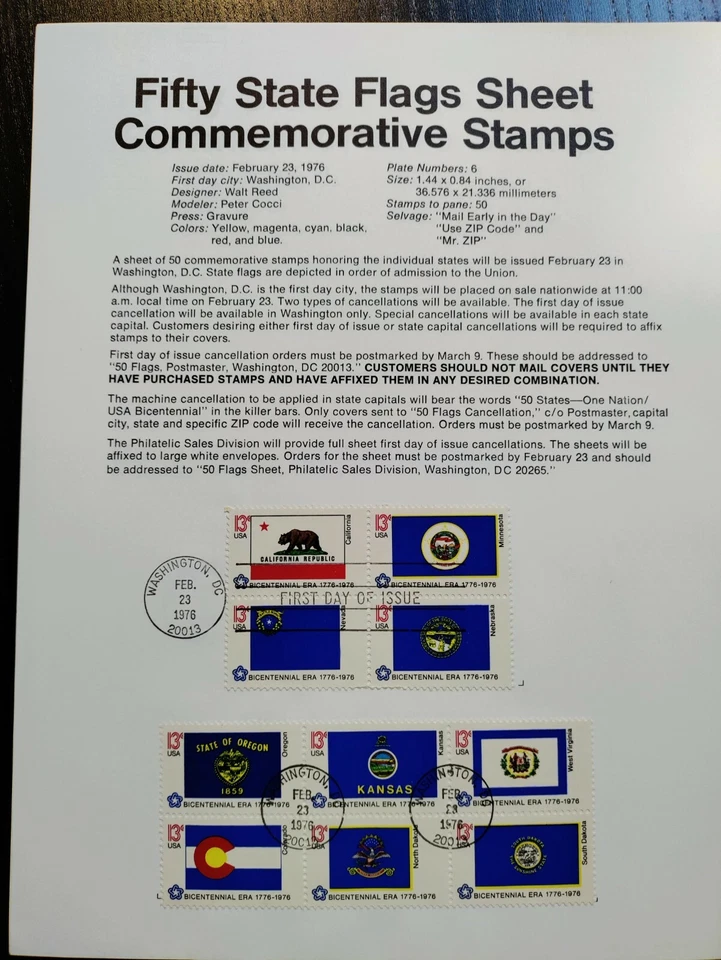 Fifty State Flags Sheet
Commemorative Stamps
Issue date: February 23, 1976
First day city: Washington, D.C.
Designer: Walt Reed
Modeler: Peter Cocci
Press: Gravure
Colors: Yellow, magenta, cyan, black,
red, and blue.
Plate Numbers: 6
Size: 1.44 x 0.84 inches, or
36.576 x 21.336 millimeters
Stamps to pane: 50
Selvage: "Mail Early in the Day"
"Use ZIP Code" and
"Mr. ZIP"
A sheet of 50 commemorative stamps honoring the individual states will be issued February 23 in
Washington, D.C. State flags are depicted in order of admission to the Union.
Although Washington, D.C. is the first day city, the stamps will be placed on sale nationwide at 11:00
a.m. local time on February 23. Two types of cancellations will be available. The first day of issue
cancellation will be available in Washington only. Special cancellations will be available in each state
capital. Customers desiring either first day of issue or state capital cancellations will be required to affix
stamps to their covers.
First day of issue cancellation orders must be postmarked by March 9. These should be addressed to
"50 Flags, Postmaster, Washington, DC 20013." CUSTOMERS SHOULD NOT MAIL COVERS UNTIL THEY
HAVE PURCHASED STAMPS AND HAVE AFFIXED THEM IN ANY DESIRED COMBINATION.
The machine cancellation to be applied in state capitals will bear the words "50 States—One Nation/
USA Bicentennial" in the killer bars. Only covers sent to "50 Flags Cancellation," c/o Postmaster, capital
city, state and specific ZIP code will receive the cancellation. Orders must be postmarked by March 9.
The Philatelic Sales Division will provide full sheet first day of issue cancellations. The sheets will be
affixed to large white envelopes. Orders for the sheet must be postmarked by February 23 and should
be addressed to "50 Flags Sheet, Philatelic Sales Division, Washington, DC 20265."
WASHINGTON, DC
FEB.
23
1976
20013
13c
USA
CALIFORNIA REPUBLIC
California
BICENTENNIAL ERA 1776-1976
13c
USA
Minnesota
BICENTENNIAL ERA 1776-1976
FIRST DAY OF ISSUE
13c
USA
Nevada
BICENTENNIAL ERA 1776-1976
13c
USA
Nebraska
BICENTENNIAL ERA 1776-1976
13c
USA
STATE OF OREGON
1859
Oregon
BICENTENNIAL ERA 1776-1976
13c
USA
KANSAS
Kansas
BICENTENNIAL ERA 1776-1976
13c
USA
West Virginia
BICENTENNIAL ERA 1776-1976
WASHINGTON, DC
FEB.
23
1976
20013
WASHINGTON, DC
FEB.
23
1976
20013
13c
USA
Colorado
BICENTENNIAL ERA 1776-1976
13c
USA
North Dakota
BICENTENNIAL ERA 1776-1976
13c
USA
South Dakota
BICENTENNIAL ERA 1776-1976